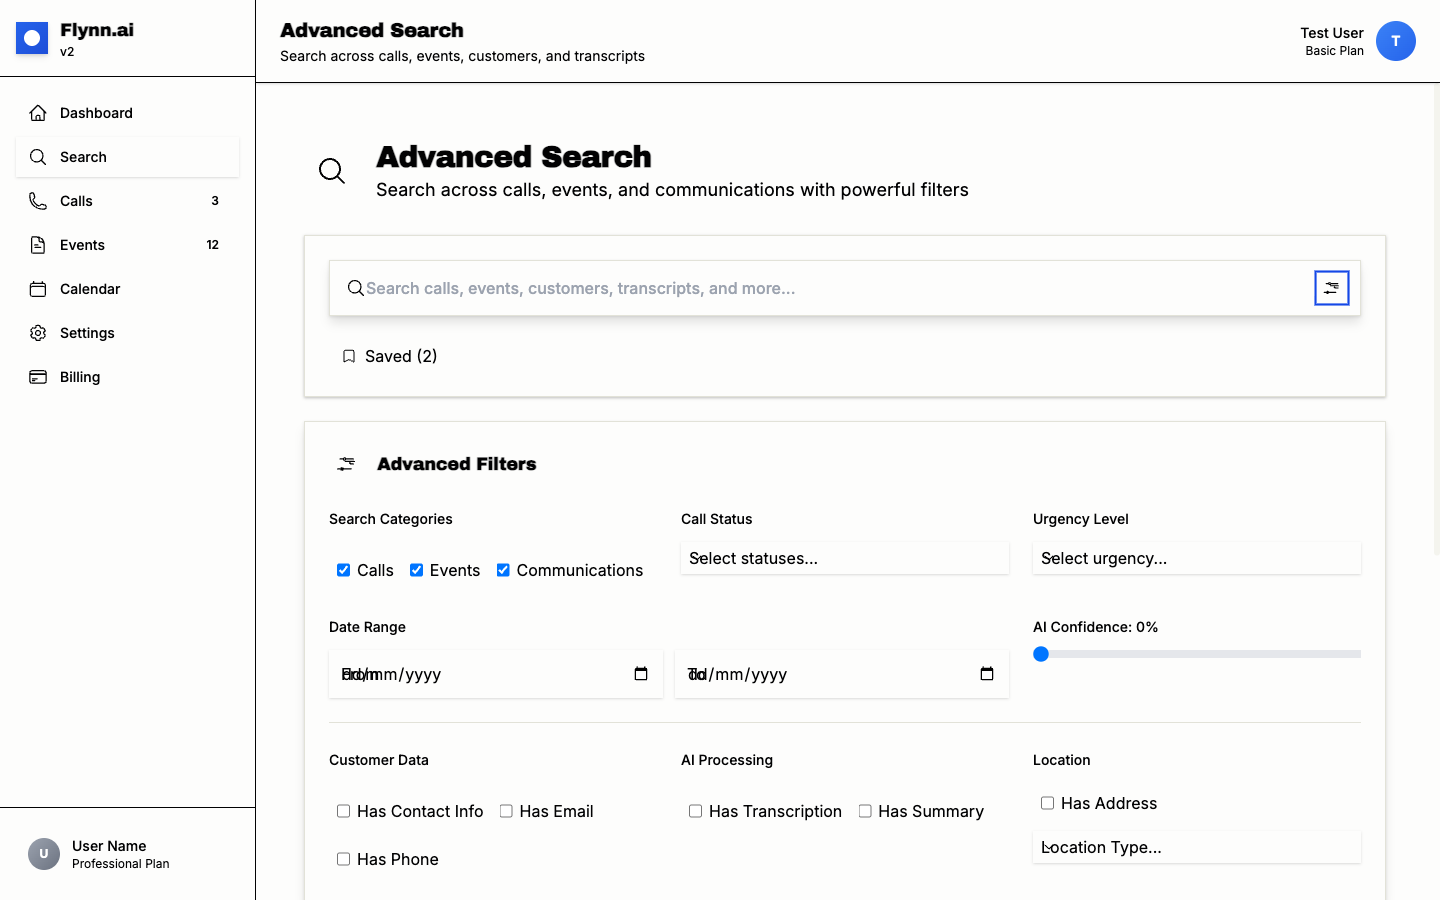 Flynn.ai
v2
Dashboard
Search
Calls 3
Events 12
Calendar
Settings
Billing
U
User Name
Professional Plan
Advanced Search
Search across calls, events, customers, and transcripts
Test User
Basic Plan
T
Advanced Search
Search across calls, events, and communications with powerful filters
Search calls, events, customers, transcripts, and more...
Saved (2)
Advanced Filters
Search Categories
Calls Events Communications
Call Status
Select statuses...
Urgency Level
Select urgency...
Date Range
From dd/mm/yyyy
To dd/mm/yyyy
AI Confidence: 0%
Customer Data
Has Contact Info Has Email
Has Phone
AI Processing
Has Transcription Has Summary
Location
Has Address
Location Type...